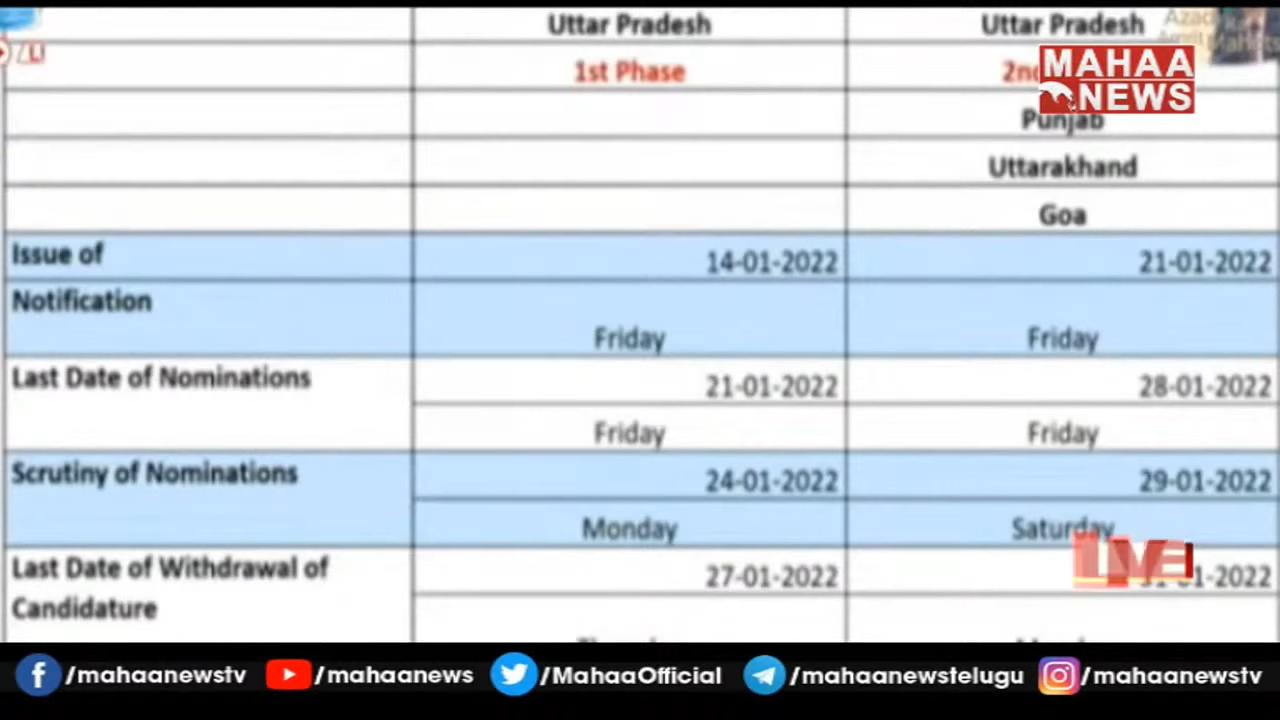 Uttar Pradesh Uttar Pradesh
1st Phase
MAHAA
NEWS
Punjab
Uttarakhand
Goa
Issue of 14-01-2022 21-01-2022
Notification
Friday Friday
Last Date of Nominations 21-01-2022 28-01-2022
Friday Friday
Scrutiny of Nominations 24-01-2022 29-01-2022
Monday Saturday
LIVE
Last Date of Withdrawal of 27-01-2022
Candidature
/mahaanewstv /mahaanews /MahaaOfficial /mahaanewstelugu /mahaanewstv